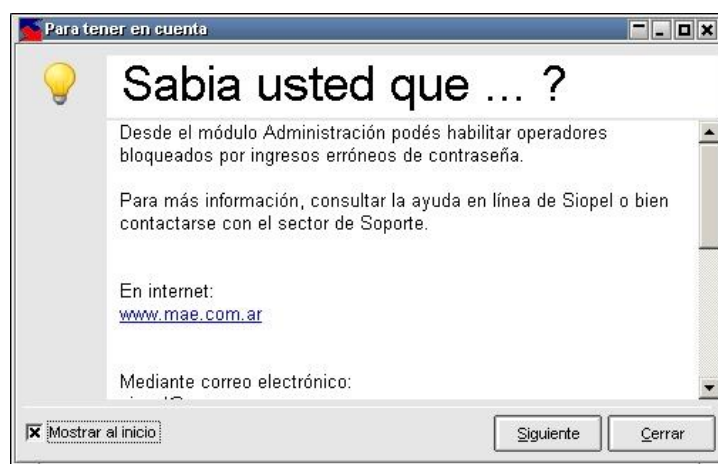 Para tener en cuenta
Sabia usted que ... ?
Desde el módulo Administración podés habilitar operadores
bloqueados por ingresos erróneos de contraseña.
Para más información, consultar la ayuda en línea de Siopel o bien
contactarse con el sector de Soporte.
En internet:
www.mae.com.ar
Mediante correo electrónico:
Mostrar al inicio
Siguiente
Cerrar